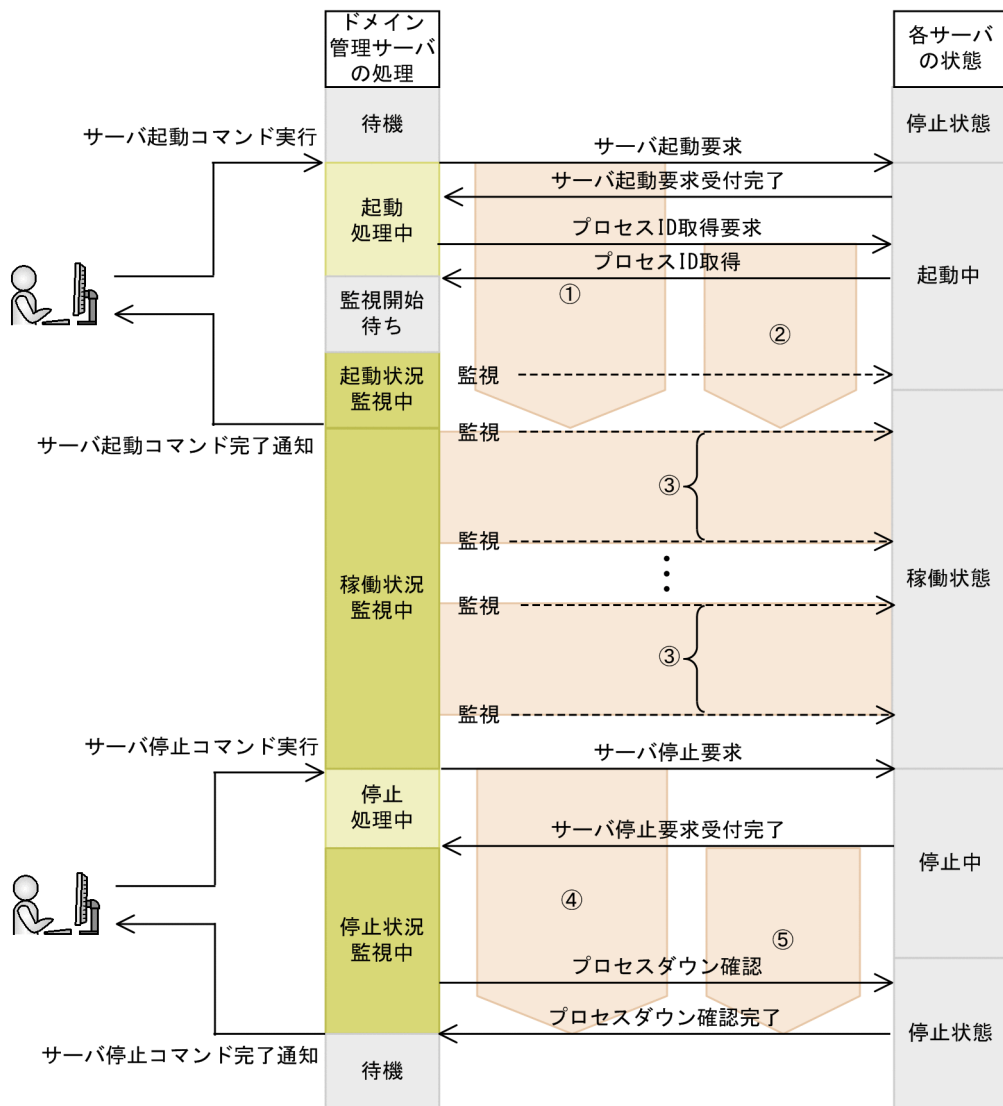 ドメイン
管理サーバ
の処理
各サーバ
の状態
待機
停止状態
サーバ起動コマンド実行
サーバ起動要求
サーバ起動要求受付完了
起動
処理中
プロセスID取得要求
プロセスID取得
起動中
①
監視開始
待ち
②
起動状況
監視中
監視
サーバ起動コマンド完了通知
監視
③
監視
稼働状況
監視中
稼働状態
監視
③
監視
サーバ停止コマンド実行
サーバ停止要求
停止
処理中
サーバ停止要求受付完了
停止中
④
停止状況
監視中
⑤
プロセスダウン確認
プロセスダウン確認完了
停止状態
サーバ停止コマンド完了通知
待機